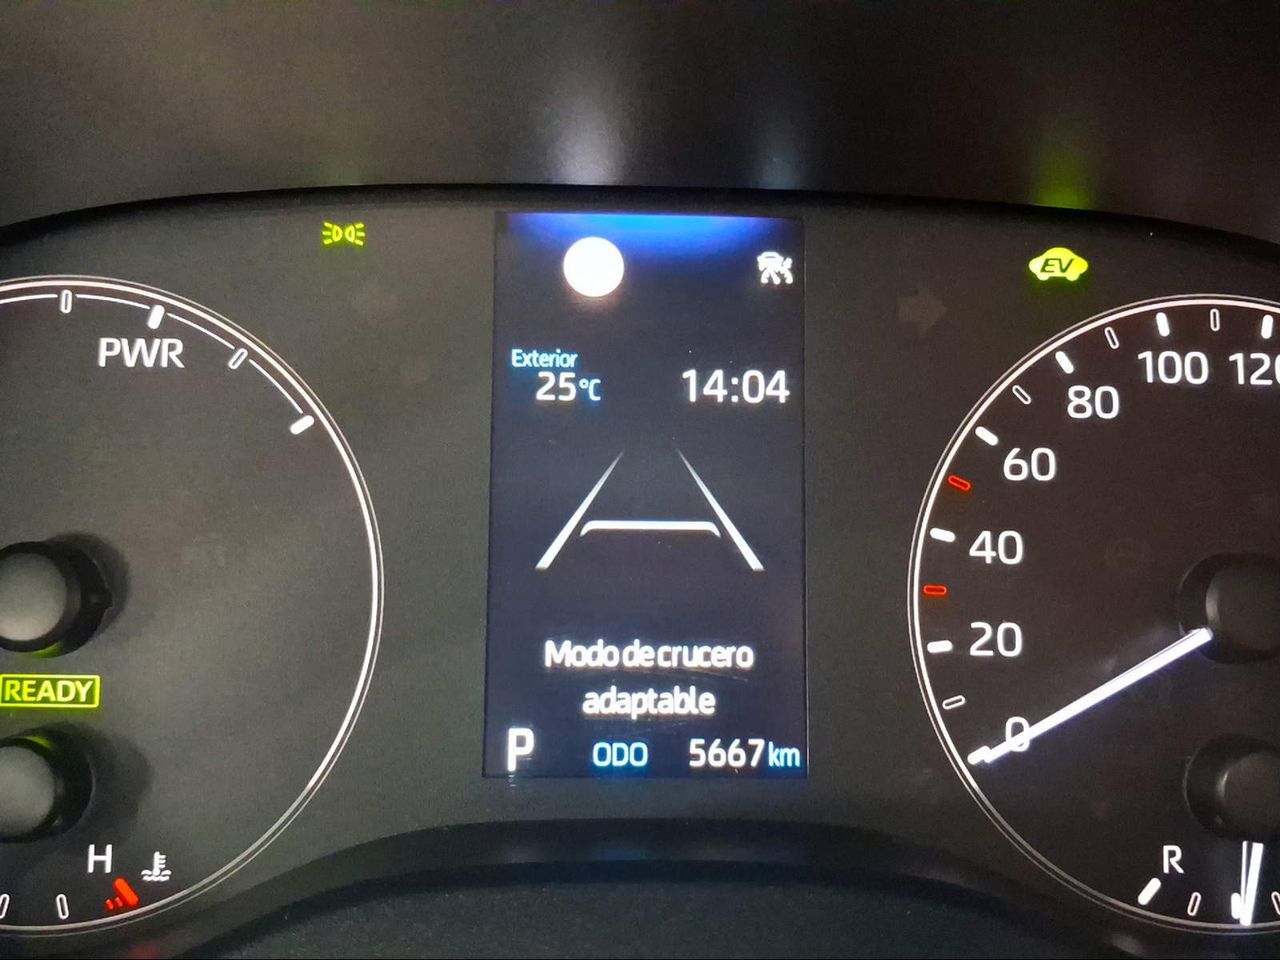 EV
PWR
Exterior
25°C
14:04
100
120
80
60
40
20
0
Modo de crucero
adaptable
READY
P ODO 5667 km
H
R